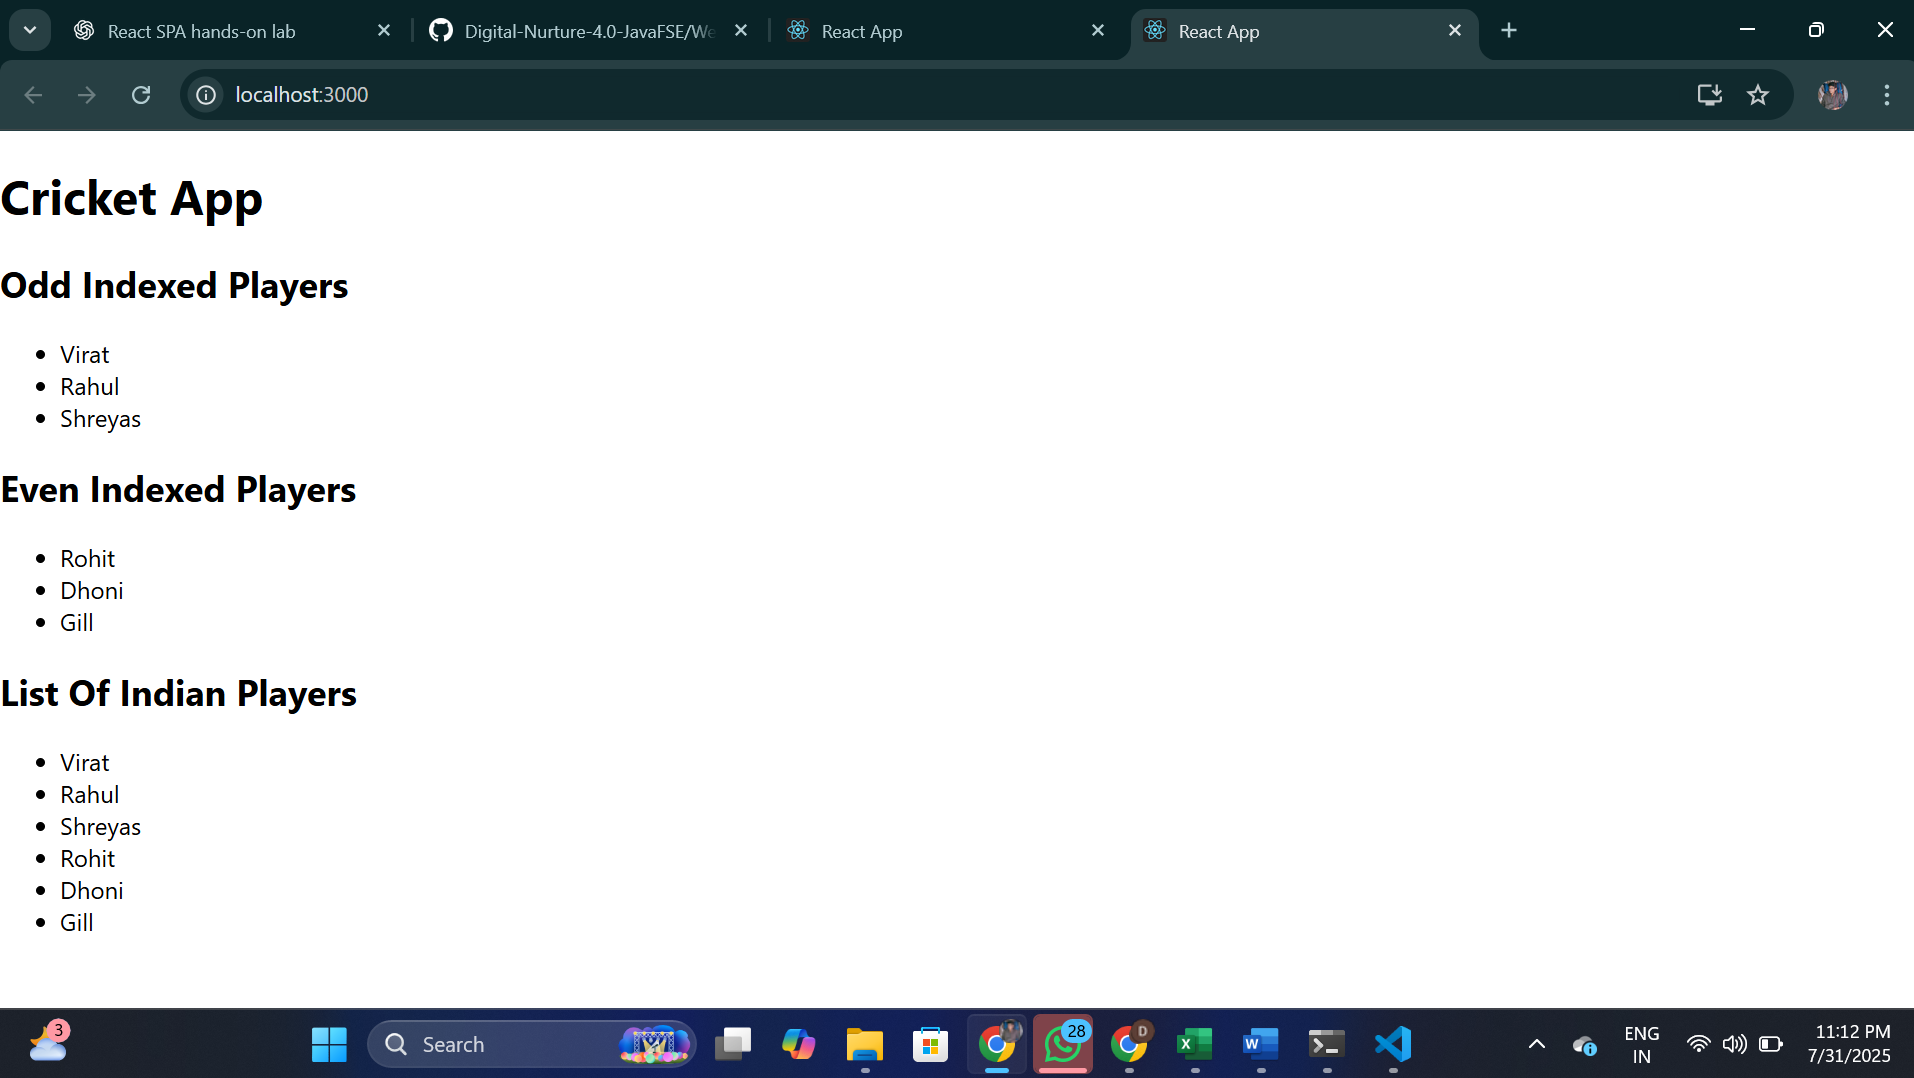 React SPA hands-on lab
Digital-Nurture-4.0-JavaFSE/We
React App
React App
localhost:3000
Cricket App
Odd Indexed Players
Virat
Rahul
Shreyas
Even Indexed Players
Rohit
Dhoni
Gill
List Of Indian Players
Virat
Rahul
Shreyas
Rohit
Dhoni
Gill
3
Search
28
D
X
W
ENG
IN
11:12 PM
7/31/2025